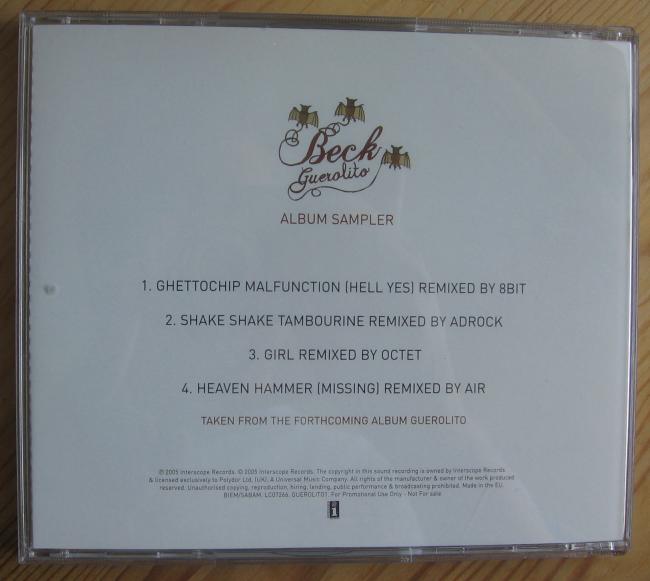 Beck
Guerolito
ALBUM SAMPLER
1. GHETTOCHIP MALFUNCTION (HELL YES) REMIXED BY 8BIT
2. SHAKE SHAKE TAMBOURINE REMIXED BY ADROCK
3. GIRL REMIXED BY OCTET
4. HEAVEN HAMMER (MISSING) REMIXED BY AIR
TAKEN FROM THE FORTHCOMING ALBUM GUEROLITO
℗ 2005 Interscope Records. © 2005 Interscope Records. The copyright in this sound recording is owned by Interscope Records
& licensed exclusively to Polydor Ltd. (UK). A Universal Music Company. All rights of the manufacturer & owner of the work produced
reserved. Unauthorised copying, reproduction, hiring, lending, public performance & broadcasting prohibited. Made in the EU.
BIEM/SABAM. LC07266. GUEROLITO1. For Promotional Use Only - Not For sale
i